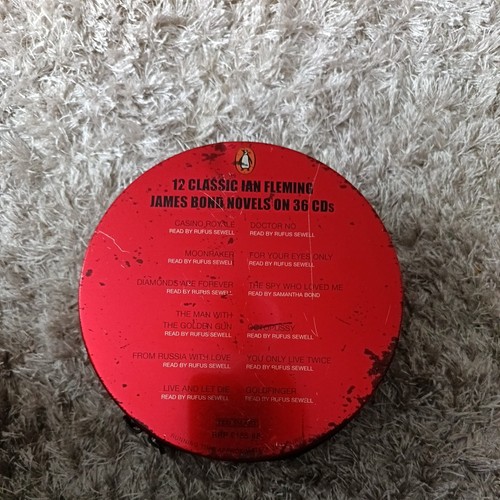 12 CLASSIC IAN FLEMING
JAMES BOND NOVELS ON 36 CDs
CASINO ROYALE
READ BY RUFUS SEWELL
MOONRAKER
READ BY RUFUS SEWELL
DIAMONDS ARE FOREVER
READ BY RUFUS SEWELL
THE MAN WITH
THE GOLDEN GUN
READ BY RUFUS SEWELL
FROM RUSSIA WITH LOVE
READ BY RUFUS SEWELL
LIVE AND LET DIE
READ BY RUFUS SEWELL
DOCTOR NO
READ BY RUFUS SEWELL
FOR YOUR EYES ONLY
READ BY RUFUS SEWELL
THE SPY WHO LOVED ME
READ BY SAMANTHA BOND
OCTOPUSSY
READ BY RUFUS SEWELL
YOU ONLY LIVE TWICE
READ BY RUFUS SEWELL
GOLDFINGER
READ BY RUFUS SEWELL
RRP